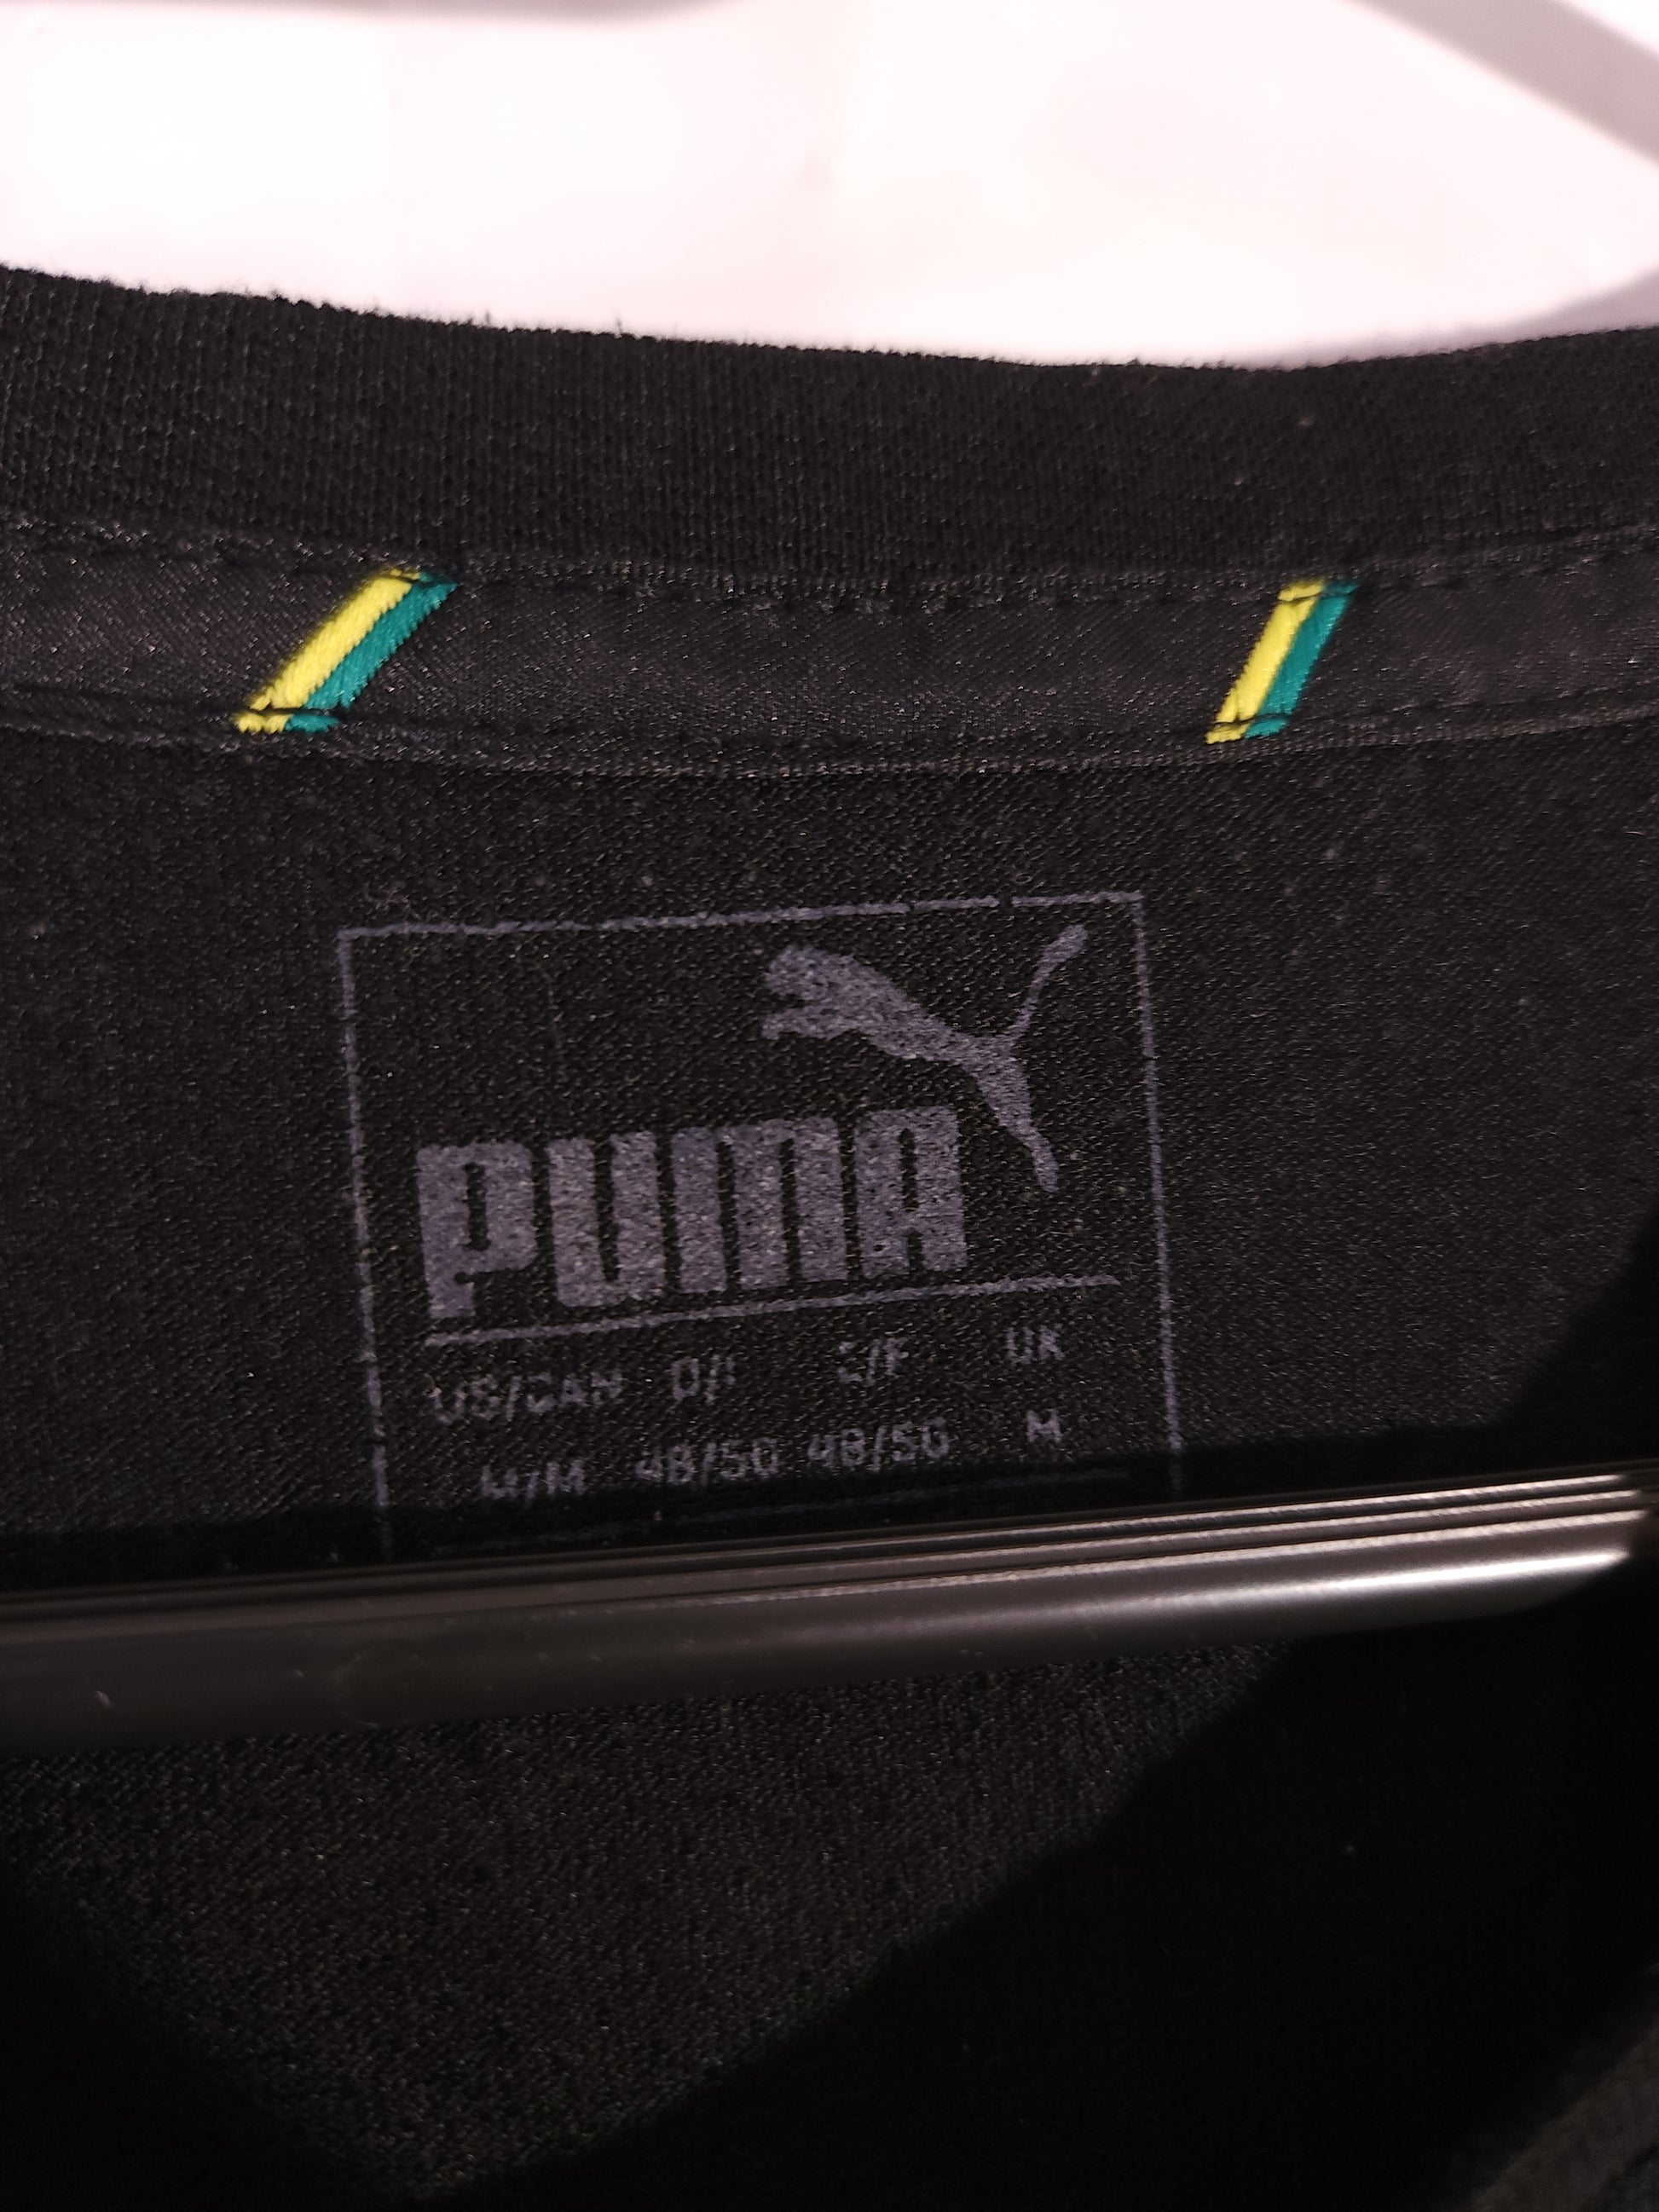 PUMA
US/CAN D/I E/F UK
M/M 48/50 48/50 M